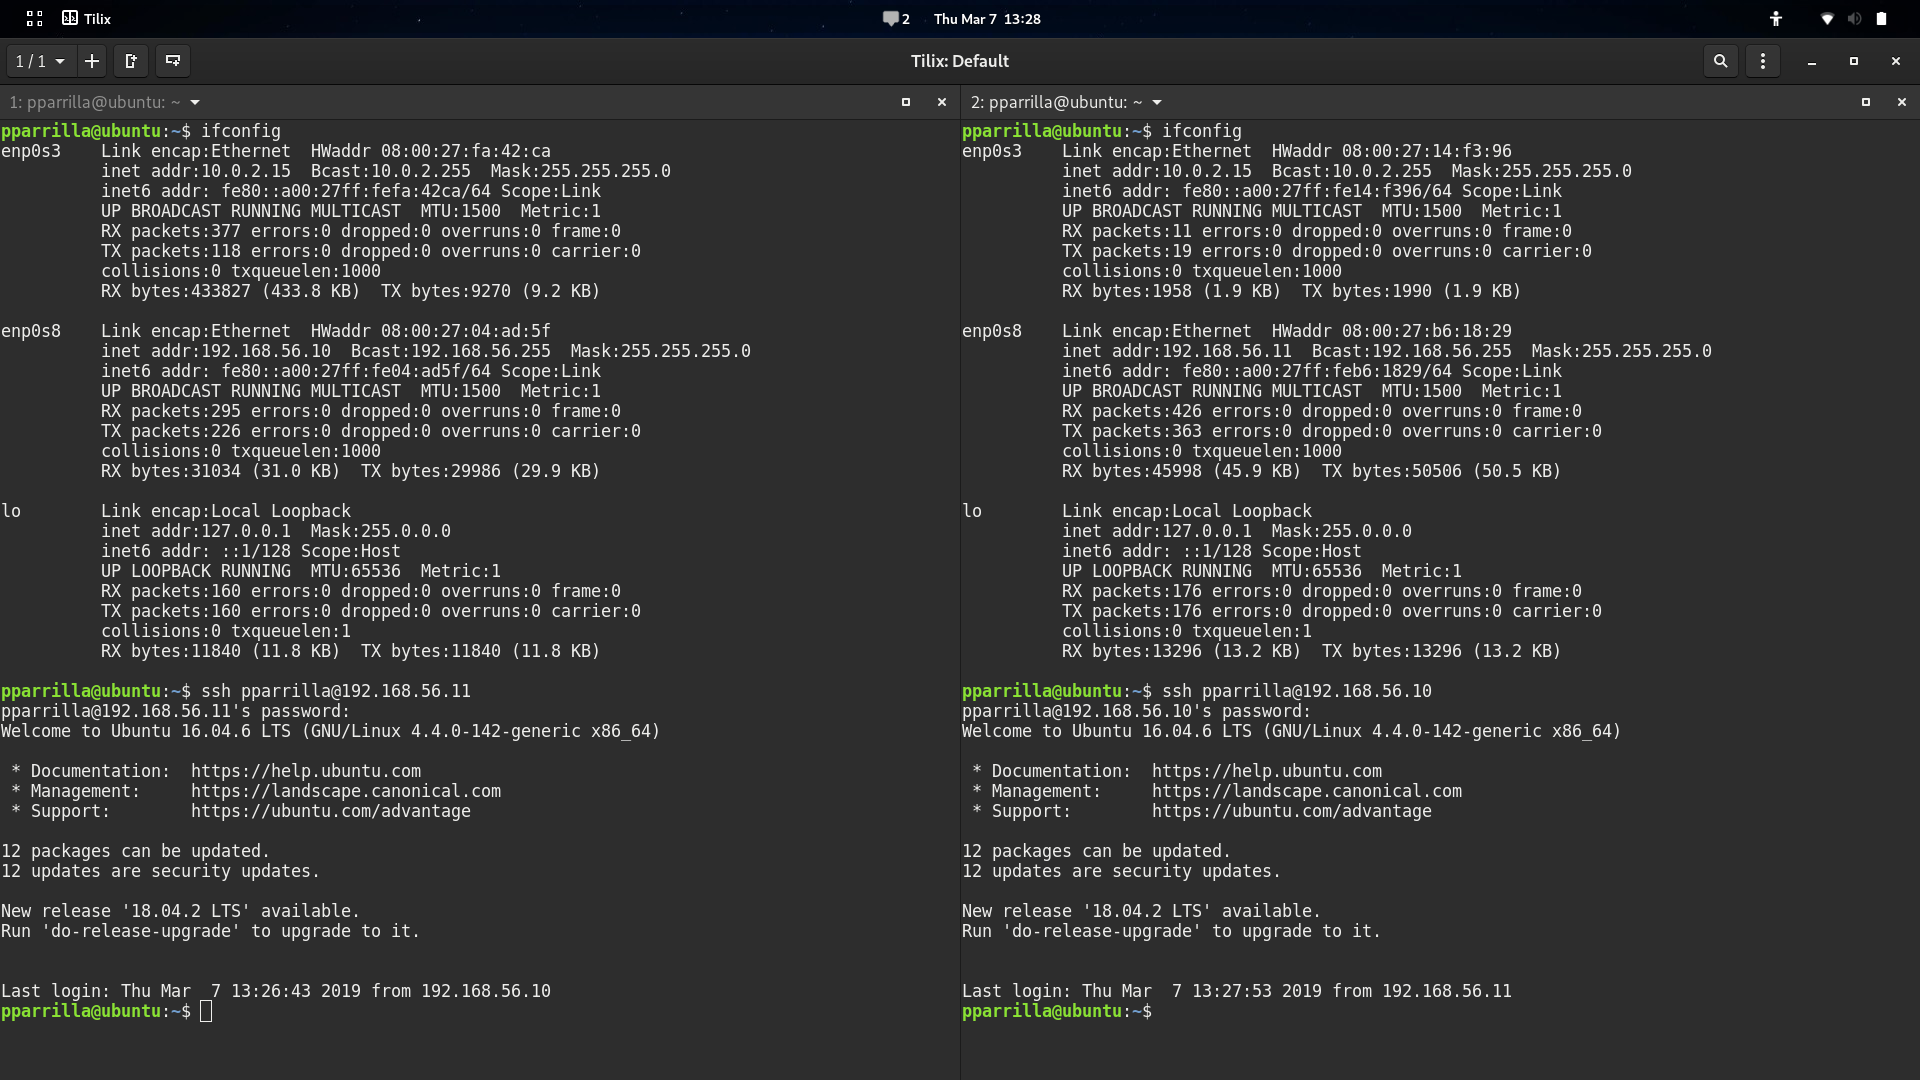 Tilix
2
Thu Mar 7 13:28
1 / 1
Tilix: Default
1: pparrilla@ubuntu: ~
pparrilla@ubuntu:~$ ifconfig
enp0s3    Link encap:Ethernet  HWaddr 08:00:27:fa:42:ca
          inet addr:10.0.2.15  Bcast:10.0.2.255  Mask:255.255.255.0
          inet6 addr: fe80::a00:27ff:fefa:42ca/64 Scope:Link
          UP BROADCAST RUNNING MULTICAST  MTU:1500  Metric:1
          RX packets:377 errors:0 dropped:0 overruns:0 frame:0
          TX packets:118 errors:0 dropped:0 overruns:0 carrier:0
          collisions:0 txqueuelen:1000
          RX bytes:433827 (433.8 KB)  TX bytes:9270 (9.2 KB)
enp0s8    Link encap:Ethernet  HWaddr 08:00:27:04:ad:5f
          inet addr:192.168.56.10  Bcast:192.168.56.255  Mask:255.255.255.0
          inet6 addr: fe80::a00:27ff:fe04:ad5f/64 Scope:Link
          UP BROADCAST RUNNING MULTICAST  MTU:1500  Metric:1
          RX packets:295 errors:0 dropped:0 overruns:0 frame:0
          TX packets:226 errors:0 dropped:0 overruns:0 carrier:0
          collisions:0 txqueuelen:1000
          RX bytes:31034 (31.0 KB)  TX bytes:29986 (29.9 KB)
lo        Link encap:Local Loopback
          inet addr:127.0.0.1  Mask:255.0.0.0
          inet6 addr: ::1/128 Scope:Host
          UP LOOPBACK RUNNING  MTU:65536  Metric:1
          RX packets:160 errors:0 dropped:0 overruns:0 frame:0
          TX packets:160 errors:0 dropped:0 overruns:0 carrier:0
          collisions:0 txqueuelen:1
          RX bytes:11840 (11.8 KB)  TX bytes:11840 (11.8 KB)
pparrilla@ubuntu:~$ ssh pparrilla@192.168.56.11
pparrilla@192.168.56.11's password:
Welcome to Ubuntu 16.04.6 LTS (GNU/Linux 4.4.0-142-generic x86_64)
 * Documentation:  https://help.ubuntu.com
 * Management:     https://landscape.canonical.com
 * Support:        https://ubuntu.com/advantage
12 packages can be updated.
12 updates are security updates.
New release '18.04.2 LTS' available.
Run 'do-release-upgrade' to upgrade to it.
Last login: Thu Mar  7 13:26:43 2019 from 192.168.56.10
pparrilla@ubuntu:~$
2: pparrilla@ubuntu: ~
pparrilla@ubuntu:~$ ifconfig
enp0s3    Link encap:Ethernet  HWaddr 08:00:27:14:f3:96
          inet addr:10.0.2.15  Bcast:10.0.2.255  Mask:255.255.255.0
          inet6 addr: fe80::a00:27ff:fe14:f396/64 Scope:Link
          UP BROADCAST RUNNING MULTICAST  MTU:1500  Metric:1
          RX packets:11 errors:0 dropped:0 overruns:0 frame:0
          TX packets:19 errors:0 dropped:0 overruns:0 carrier:0
          collisions:0 txqueuelen:1000
          RX bytes:1958 (1.9 KB)  TX bytes:1990 (1.9 KB)
enp0s8    Link encap:Ethernet  HWaddr 08:00:27:b6:18:29
          inet addr:192.168.56.11  Bcast:192.168.56.255  Mask:255.255.255.0
          inet6 addr: fe80::a00:27ff:feb6:1829/64 Scope:Link
          UP BROADCAST RUNNING MULTICAST  MTU:1500  Metric:1
          RX packets:426 errors:0 dropped:0 overruns:0 frame:0
          TX packets:363 errors:0 dropped:0 overruns:0 carrier:0
          collisions:0 txqueuelen:1000
          RX bytes:45998 (45.9 KB)  TX bytes:50506 (50.5 KB)
lo        Link encap:Local Loopback
          inet addr:127.0.0.1  Mask:255.0.0.0
          inet6 addr: ::1/128 Scope:Host
          UP LOOPBACK RUNNING  MTU:65536  Metric:1
          RX packets:176 errors:0 dropped:0 overruns:0 frame:0
          TX packets:176 errors:0 dropped:0 overruns:0 carrier:0
          collisions:0 txqueuelen:1
          RX bytes:13296 (13.2 KB)  TX bytes:13296 (13.2 KB)
pparrilla@ubuntu:~$ ssh pparrilla@192.168.56.10
pparrilla@192.168.56.10's password:
Welcome to Ubuntu 16.04.6 LTS (GNU/Linux 4.4.0-142-generic x86_64)
 * Documentation:  https://help.ubuntu.com
 * Management:     https://landscape.canonical.com
 * Support:        https://ubuntu.com/advantage
12 packages can be updated.
12 updates are security updates.
New release '18.04.2 LTS' available.
Run 'do-release-upgrade' to upgrade to it.
Last login: Thu Mar  7 13:27:53 2019 from 192.168.56.11
pparrilla@ubuntu:~$